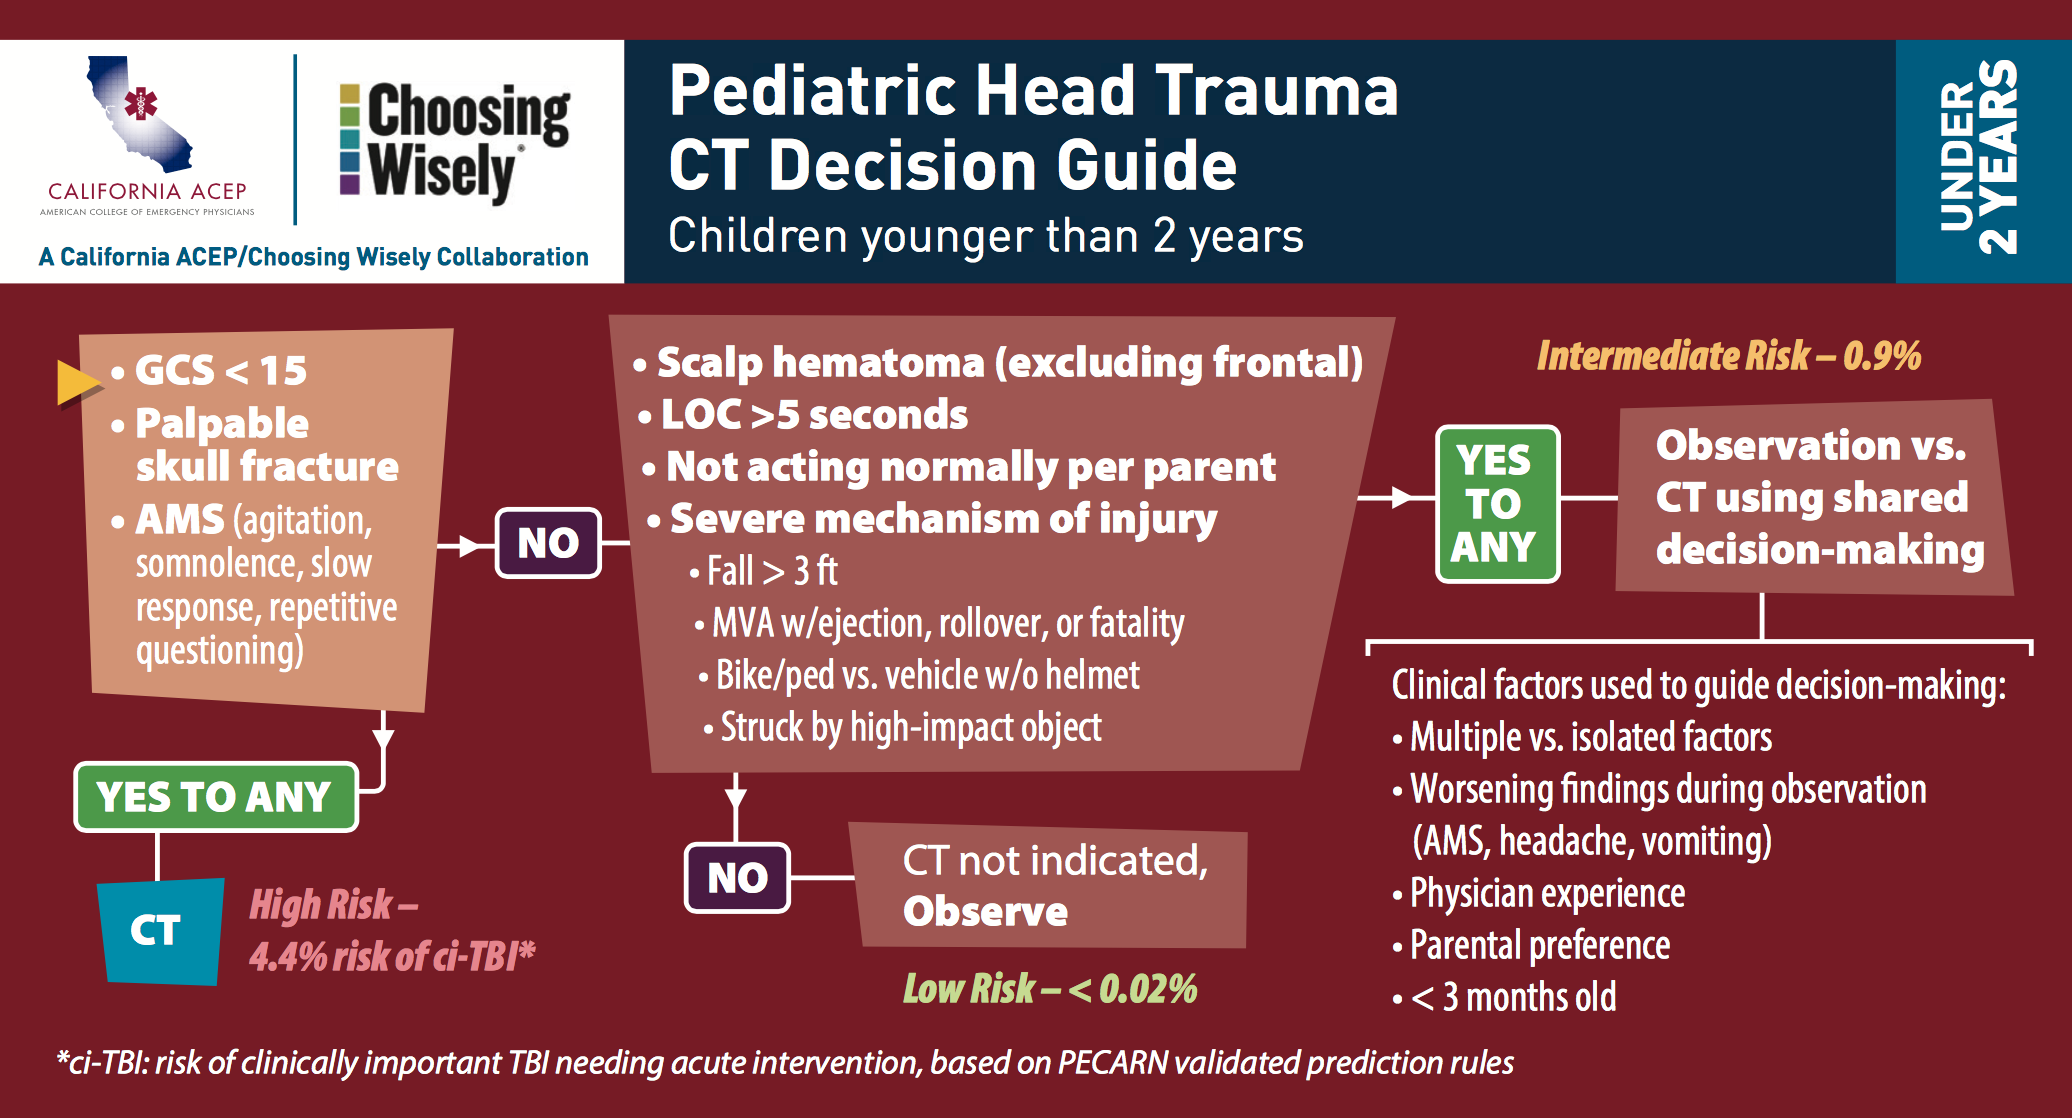 CALIFORNIA ACEP
AMERICAN COLLEGE OF EMERGENCY PHYSICIANS
Choosing
Wisely®
A California ACEP/Choosing Wisely Collaboration
Pediatric Head Trauma
CT Decision Guide
Children younger than 2 years
UNDER
2 YEARS
• GCS < 15
• Palpable
skull fracture
• AMS (agitation,
somnolence, slow
response, repetitive
questioning)
YES TO ANY
CT
High Risk –
4.4% risk of ci-TBI*
NO
• Scalp hematoma (excluding frontal)
• LOC >5 seconds
• Not acting normally per parent
• Severe mechanism of injury
• Fall > 3 ft
• MVA w/ejection, rollover, or fatality
• Bike/ped vs. vehicle w/o helmet
• Struck by high-impact object
NO
CT not indicated,
Observe
Low Risk – < 0.02%
YES
TO
ANY
Intermediate Risk – 0.9%
Observation vs.
CT using shared
decision-making
Clinical factors used to guide decision-making:
• Multiple vs. isolated factors
• Worsening findings during observation
(AMS, headache, vomiting)
• Physician experience
• Parental preference
• < 3 months old
*ci-TBI: risk of clinically important TBI needing acute intervention, based on PECARN validated prediction rules